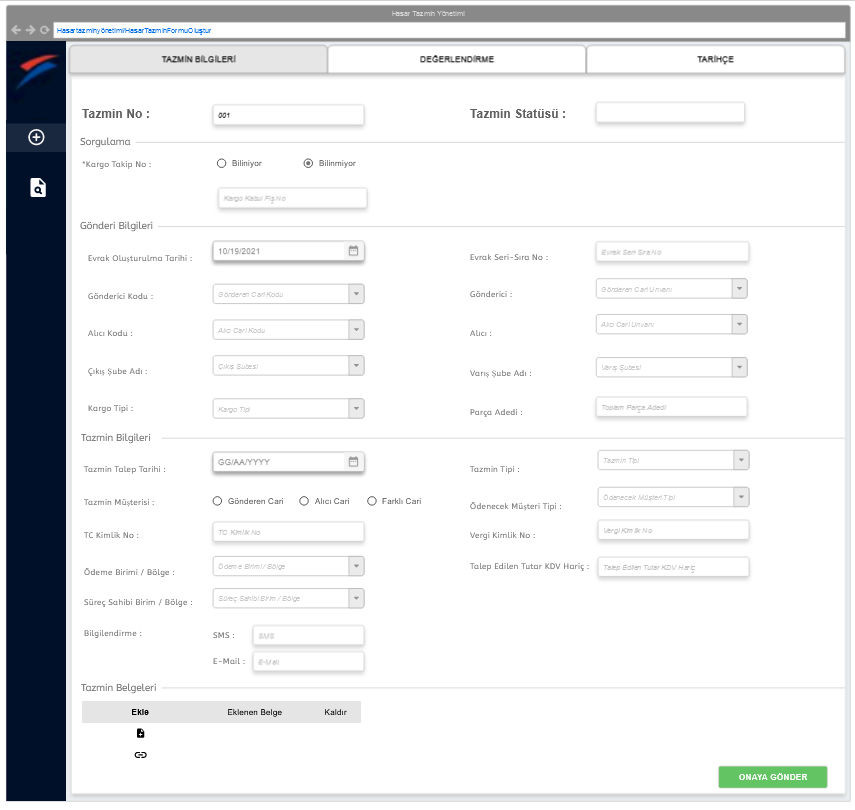 Hasar Tazmin Yönetimi
Hasartazminyönetimi/HasarTazminFormuOluştur
TAZMİN BİLGİLERİ
DEĞERLENDİRME
TARİHÇE
Tazmin No :
001
Tazmin Statüsü :
Sorgulama
*Kargo Takip No :
Biliniyor
Bilinmiyor
Kargo Kabul Fiş No
Gönderi Bilgileri
Evrak Oluşturulma Tarihi :
10/19/2021
Evrak Seri-Sıra No :
Evrak Seri-Sıra No
Gönderici Kodu :
Gönderen Cari Kodu
Gönderici :
Gönderen Cari Unvanı
Alıcı Kodu :
Alıcı Cari Kodu
Alıcı :
Alıcı Cari Unvanı
Çıkış Şube Adı :
Çıkış Şubesi
Varış Şube Adı :
Varış Şubesi
Kargo Tipi :
Kargo Tipi
Parça Adedi :
Toplam Parça Adedi
Tazmin Bilgileri
Tazmin Talep Tarihi :
GG/AA/YYYY
Tazmin Tipi :
Tazmin Tipi
Tazmin Müşterisi :
Gönderen Cari
Alıcı Cari
Farklı Cari
Ödenecek Müşteri Tipi :
Ödenecek Müşteri Tipi
TC Kimlik No :
TC Kimlik No
Vergi Kimlik No :
Vergi Kimlik No
Ödeme Birimi / Bölge :
Ödeme Birimi / Bölge
Talep Edilen Tutar KDV Hariç :
Talep Edilen Tutar KDV Hariç
Süreç Sahibi Birim / Bölge :
Süreç Sahibi Birim / Bölge
Bilgilendirme :
SMS :
SMS
E-Mail :
E-Mail
Tazmin Belgeleri
Ekle
Eklenen Belge
Kaldır
ONAYA GÖNDER